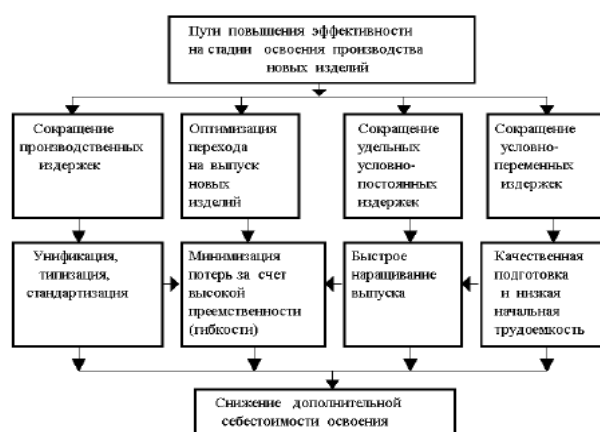 Пути повышения эффективности
на стадии освоения производства
новых изделий
Сокращение
производственных
издержек
Оптимизация
перехода
на выпуск
новых
изделий
Сокращение
удельных
условно-
постоянных
издержек
Сокращение
условно-
переменных
издержек
Унификация,
типизация,
стандартизация
Минимизация
потерь за счет
высокой
преемственности
(гибкости)
Быстрое
наращивание
выпуска
Качественная
подготовка
и низкая
начальная
трудоемкость
Снижение дополнительной
себестоимости освоения